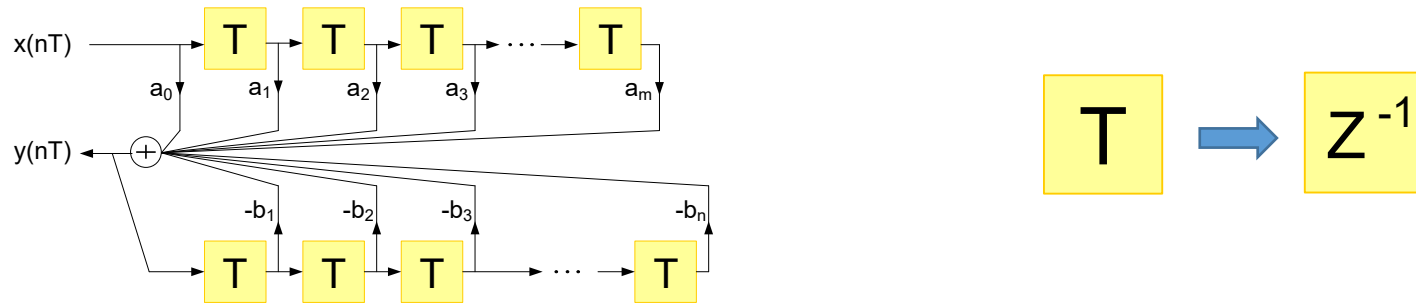 x(nT) T T T ··· T
a₀ a₁ a₂ a₃ aₘ
T Z⁻¹
y(nT) +
-b₁ -b₂ -b₃ -bₙ
T T T ··· T